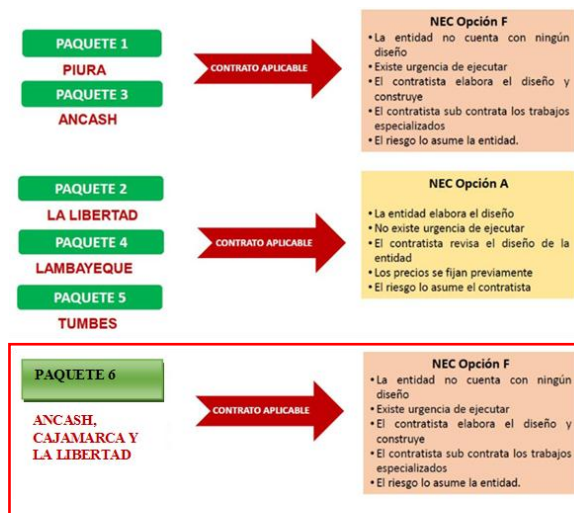 PAQUETE 1
PIURA
PAQUETE 3
ANCASH
CONTRATO APLICABLE
NEC Opción F
• La entidad no cuenta con ningún
diseño
• Existe urgencia de ejecutar
• El contratista elabora el diseño y
construye
• El contratista sub contrata los trabajos
especializados
• El riesgo lo asume la entidad.
PAQUETE 2
LA LIBERTAD
PAQUETE 4
LAMBAYEQUE
PAQUETE 5
TUMBES
CONTRATO APLICABLE
NEC Opción A
• La entidad elabora el diseño
• No existe urgencia de ejecutar
• El contratista revisa el diseño de la
entidad
• Los precios se fijan previamente
• El riesgo lo asume el contratista
PAQUETE 6
ANCASH,
CAJAMARCA Y
LA LIBERTAD
CONTRATO APLICABLE
NEC Opción F
• La entidad no cuenta con ningún
diseño
• Existe urgencia de ejecutar
• El contratista elabora el diseño y
construye
• El contratista sub contrata los trabajos
especializados
• El riesgo lo asume la entidad.